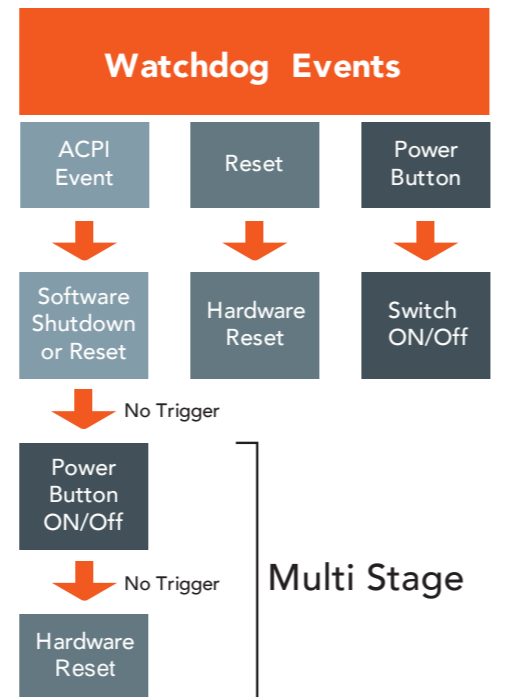 Watchdog Events
ACPI
Event
Reset
Power
Button
Software
Shutdown
or Reset
Hardware
Reset
Switch
ON/Off
No Trigger
Power
Button
ON/Off
No Trigger
Multi Stage
Hardware
Reset